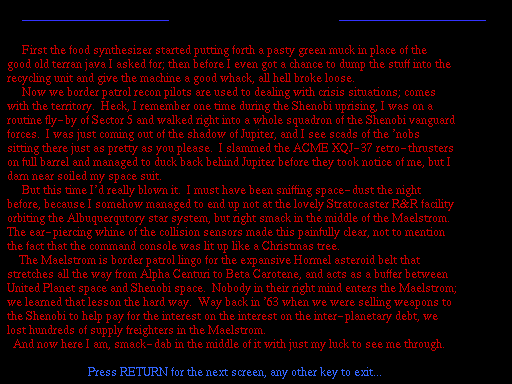 First the food synthesizer started putting forth a pasty green muck in place of the
good old terran java I asked for; then before I even got a chance to dump the stuff into the
recycling unit and give the machine a good whack, all hell broke loose.
Now we border patrol recon pilots are used to dealing with crisis situations; comes
with the territory.  Heck, I remember one time during the Shenobi uprising, I was on a
routine fly-by of Sector 5 and walked right into a whole squadron of the Shenobi vanguard
forces.  I was just coming out of the shadow of Jupiter, and I see scads of the 'nobs
sitting there just as pretty as you please.  I slammed the ACME XQJ-37 retro-thrusters
on full barrel and managed to duck back behind Jupiter before they took notice of me, but I
darn near soiled my space suit.
But this time I'd really blown it.  I must have been sniffing space-dust the night
before, because I somehow managed to end up not at the lovely Stratocaster R&R facility
orbiting the Albuquerqutory star system, but right smack in the middle of the Maelstrom.
The ear-piercing whine of the collision sensors made this painfully clear, not to mention
the fact that the command console was lit up like a Christmas tree.
The Maelstrom is border patrol lingo for the expansive Hormel asteroid belt that
stretches all the way from Alpha Centuri to Beta Carotene, and acts as a buffer between
United Planet space and Shenobi space.  Nobody in their right mind enters the Maelstrom;
we learned that lesson the hard way.  Way back in '63 when we were selling weapons to
the Shenobi to help pay for the interest on the interest on the inter-planetary debt, we
lost hundreds of supply freighters in the Maelstrom.
And now here I am, smack-dab in the middle of it with just my luck to see me through.
Press RETURN for the next screen, any other key to exit...